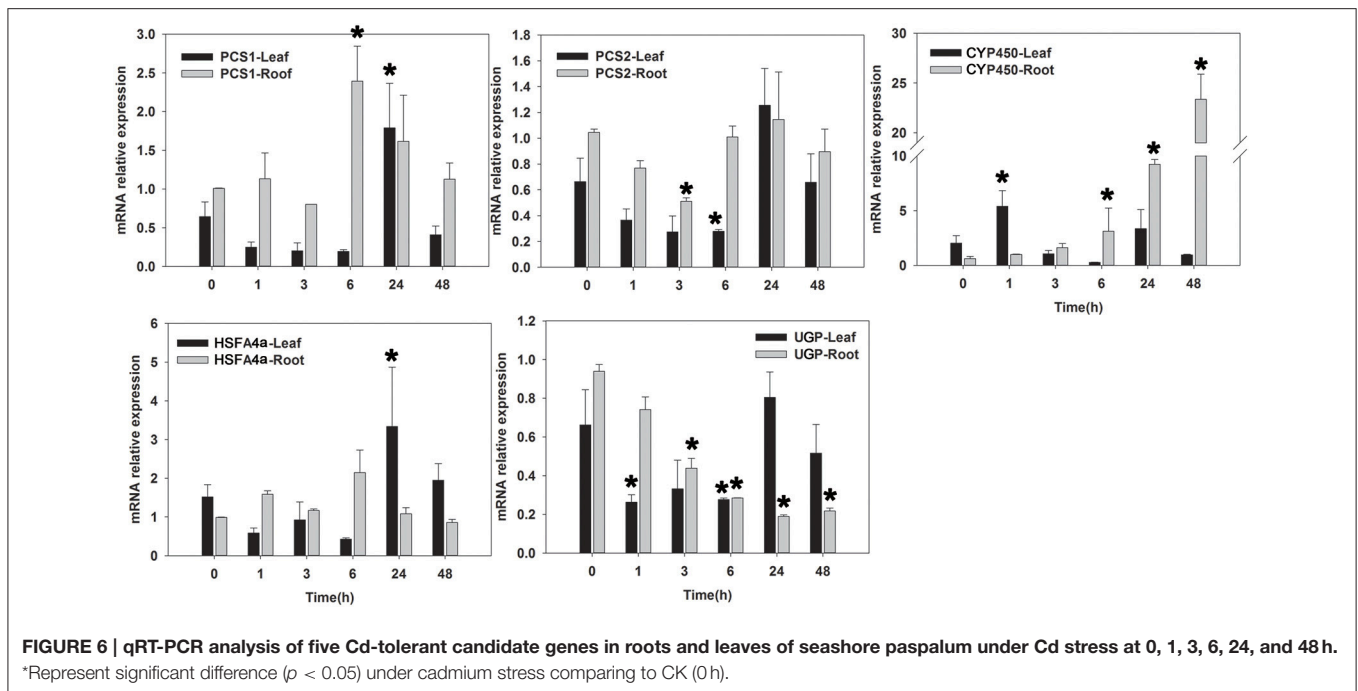 3.0
2.5
2.0
1.5
1.0
0.5
0.0
mRNA relative expression
PCS1-Leaf
PCS1-Roof
*
*
0 1 3 6 24 48
1.8
1.6
1.4
1.2
1.0
0.8
0.6
0.4
0.2
0.0
mRNA relative expression
PCS2-Leaf
PCS2-Root
*
*
0 1 3 6 24 48
30
25
20
10
5
0
mRNA relative expression
CYP450-Leaf
CYP450-Root
*
*
*
*
0 1 3 6 24 48
Time(h)
6
5
4
3
2
1
0
mRNA relative expression
HSFA4a-Leaf
HSFA4a-Root
*
0 1 3 6 24 48
Time(h)
1.2
1.0
0.8
0.6
0.4
0.2
0.0
mRNA relative expression
UGP-Leaf
UGP-Root
*
*
* *
*
*
0 1 3 6 24 48
Time(h)
FIGURE 6 | qRT-PCR analysis of five Cd-tolerant candidate genes in roots and leaves of seashore paspalum under Cd stress at 0, 1, 3, 6, 24, and 48 h.
*Represent significant difference (p < 0.05) under cadmium stress comparing to CK (0 h).